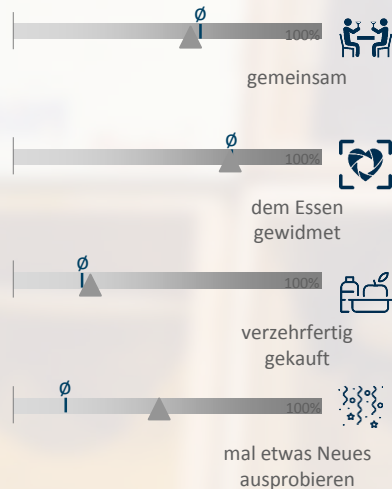 Ø
100%
gemeinsam
Ø
100%
dem Essen
gewidmet
Ø
100%
verzehrfertig
gekauft
Ø
100%
mal etwas Neues
ausprobieren